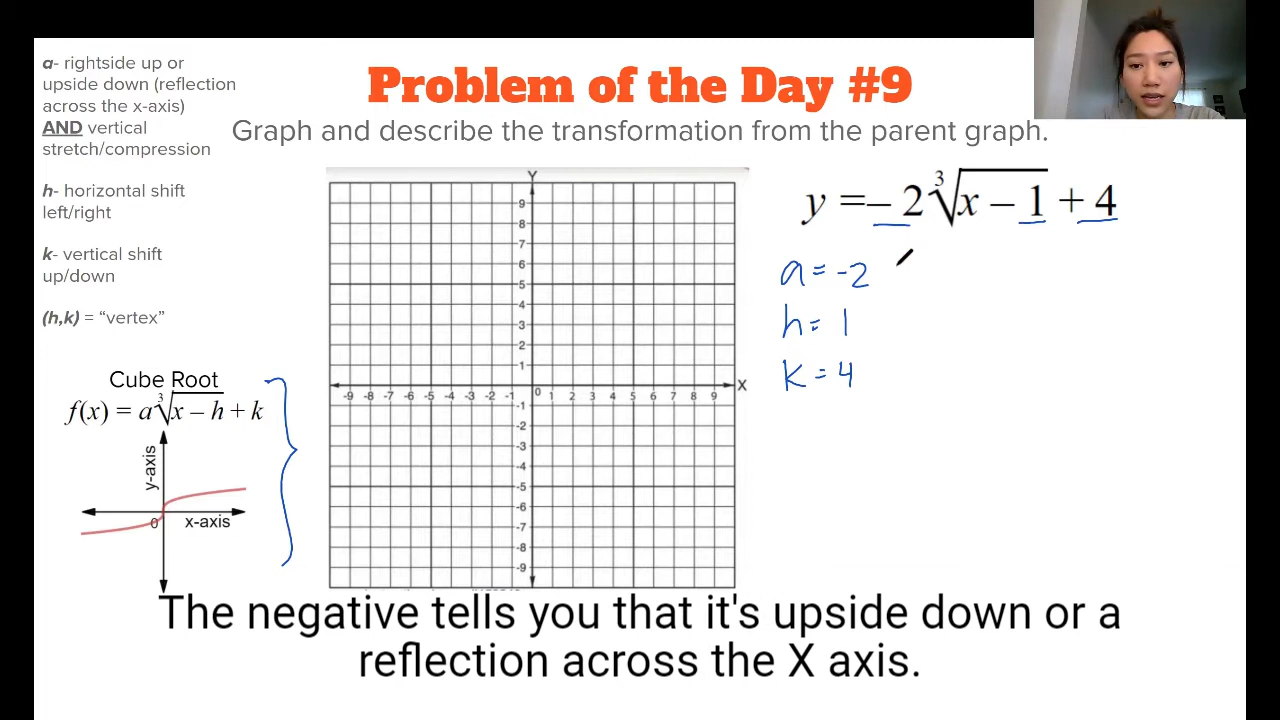 a- rightside up or
upside down (reflection
across the x-axis)
AND vertical
stretch/compression
h- horizontal shift
left/right
k- vertical shift
up/down
(h,k) = “vertex”
Problem of the Day #9
Graph and describe the transformation from the parent graph.
y = – 2∛x – 1 + 4
a = -2
h = 1
k = 4
Y
9
8
7
6
5
4
3
2
1
-9 -8 -7 -6 -5 -4 -3 -2 -1 0 1 2 3 4 5 6 7 8 9 X
-1
-2
-3
-4
-5
-6
-7
-8
-9
Cube Root
f(x) = a∛x – h + k
y-axis
0 x-axis
The negative tells you that it's upside down or a
reflection across the X axis.